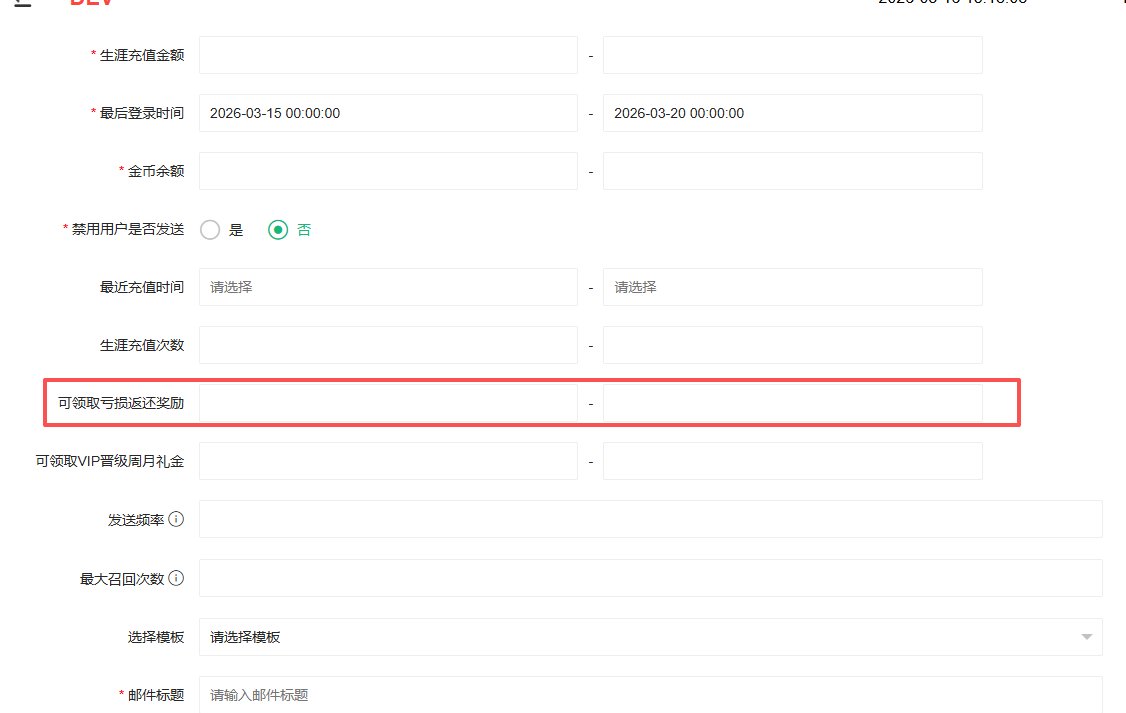 DEV
* 生涯充值金额 -
* 最后登录时间 2026-03-15 00:00:00 - 2026-03-20 00:00:00
* 金币余额 -
* 禁用用户是否发送 是 否
最近充值时间 请选择 - 请选择
生涯充值次数 -
可领取亏损返还奖励 -
可领取VIP晋级周月礼金 -
发送频率
最大召回次数
选择模板 请选择模板
* 邮件标题 请输入邮件标题